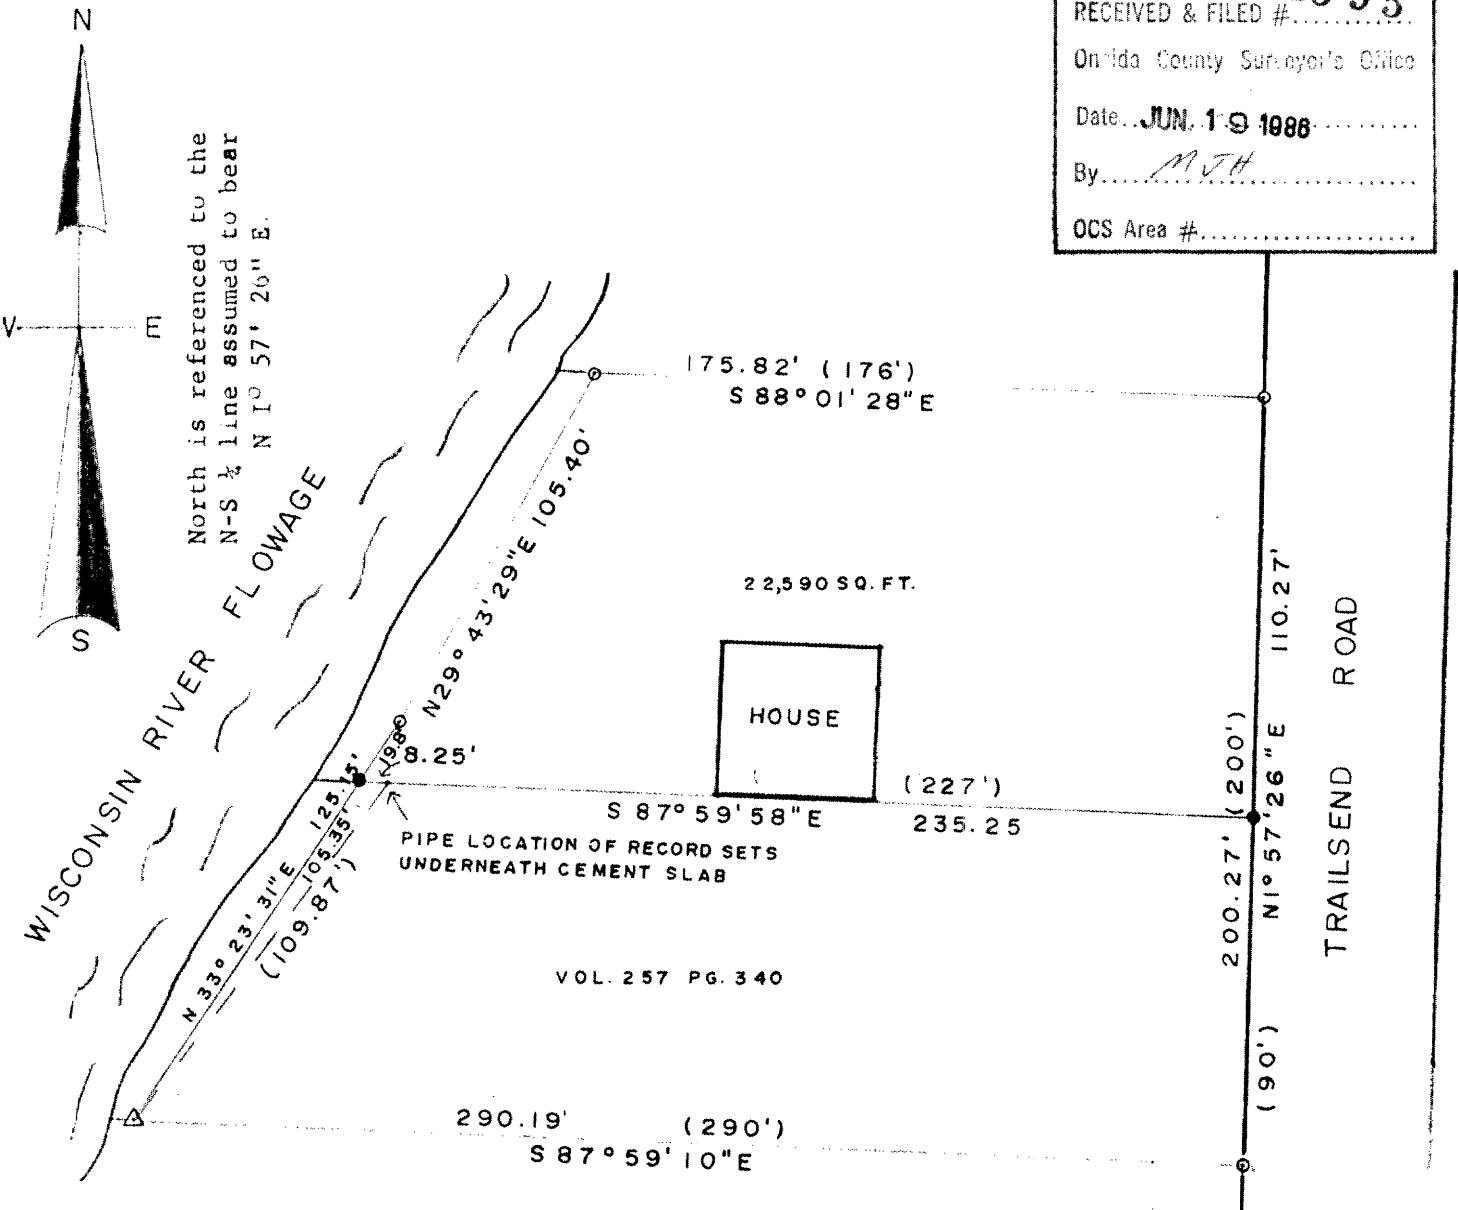 N
V
E
S
North is referenced to the
N-S ¼ line assumed to bear
N 1° 57' 26" E.
RECEIVED & FILED #
Oneida County Surveyor's Office
Date JUN. 19 1986
By MJH
OCS Area #
175.82' (176')
S 88° 01' 28" E
WISCONSIN RIVER FLOWAGE
N29° 43' 29" E 105.40'
22,590 SQ. FT.
HOUSE
110.27'
(200')
N1° 57' 26" E
200.27'
(90')
TRAILSEND ROAD
8.25'
(227')
S 87° 59' 58" E
235.25
PIPE LOCATION OF RECORD SETS
UNDERNEATH CEMENT SLAB
N 33° 23' 31" E 125.15'
105.35'
(109.87')
VOL. 257 PG. 340
290.19' (290')
S 87° 59' 10" E